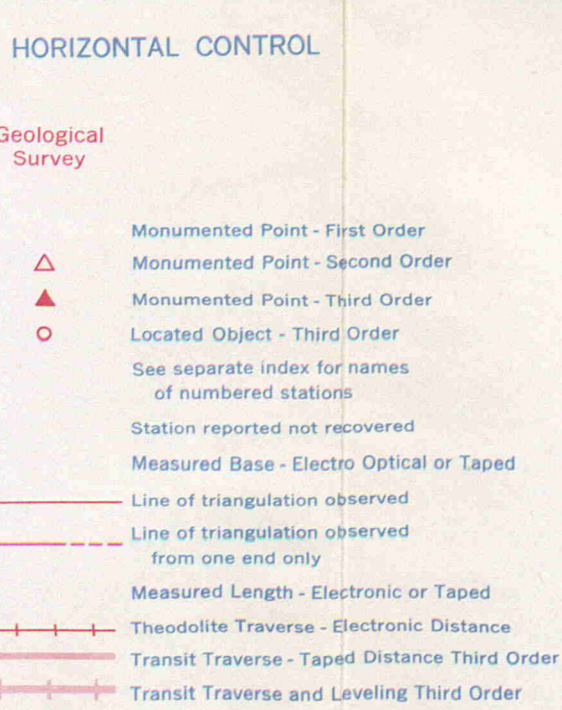 HORIZONTAL CONTROL
Geological
Survey
Monumented Point - First Order
Monumented Point - Second Order
Monumented Point - Third Order
Located Object - Third Order
See separate index for names
of numbered stations
Station reported not recovered
Measured Base - Electro Optical or Taped
Line of triangulation observed
Line of triangulation observed
from one end only
Measured Length - Electronic or Taped
Theodolite Traverse - Electronic Distance
Transit Traverse - Taped Distance Third Order
Transit Traverse and Leveling Third Order